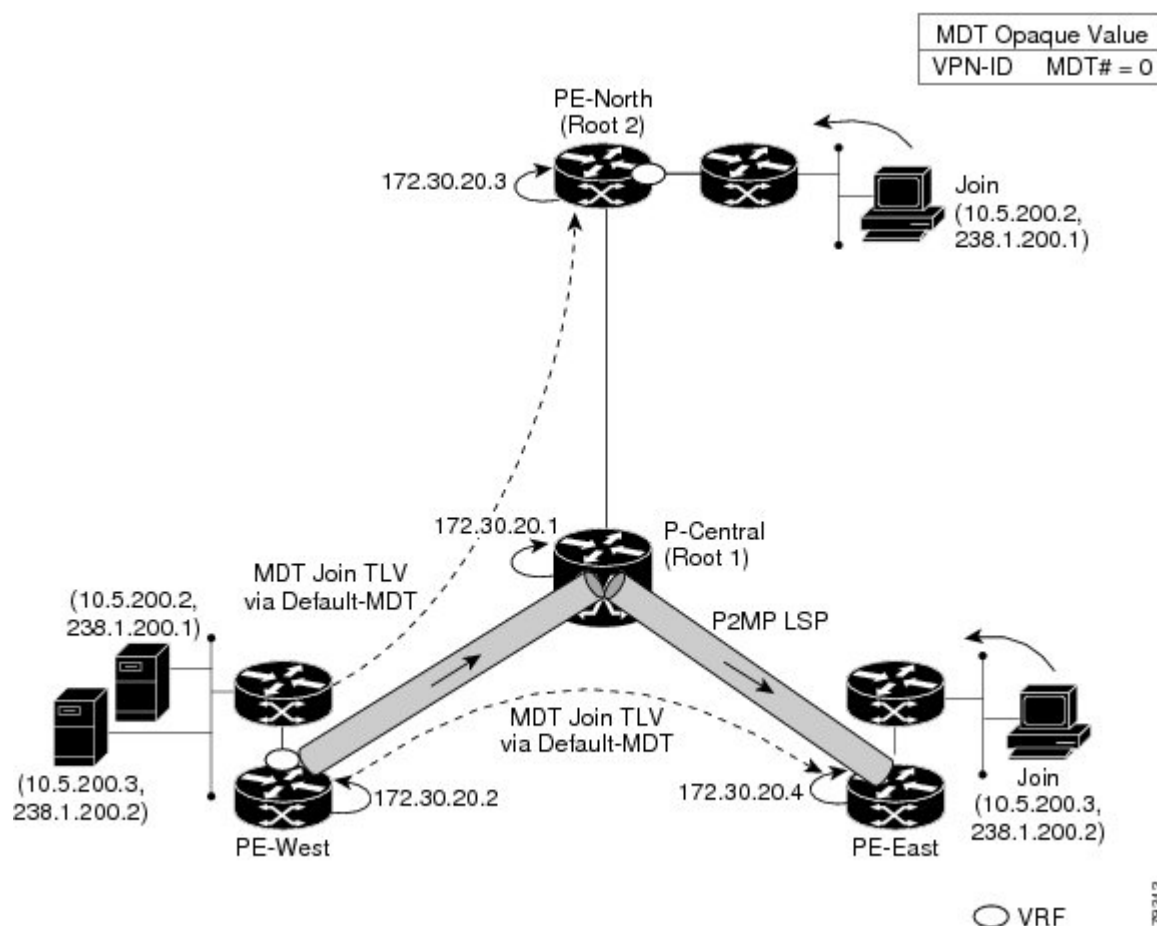 MDT Opaque Value
VPN-ID MDT# = 0
PE-North
(Root 2)
172.30.20.3
Join
(10.5.200.2,
238.1.200.1)
172.30.20.1
P-Central
(Root 1)
MDT Join TLV
via Default-MDT
(10.5.200.2,
238.1.200.1)
P2MP LSP
MDT Join TLV
via Default-MDT
(10.5.200.3,
238.1.200.2)
172.30.20.2
172.30.20.4
Join
(10.5.200.3,
238.1.200.2)
PE-West
PE-East
VRF